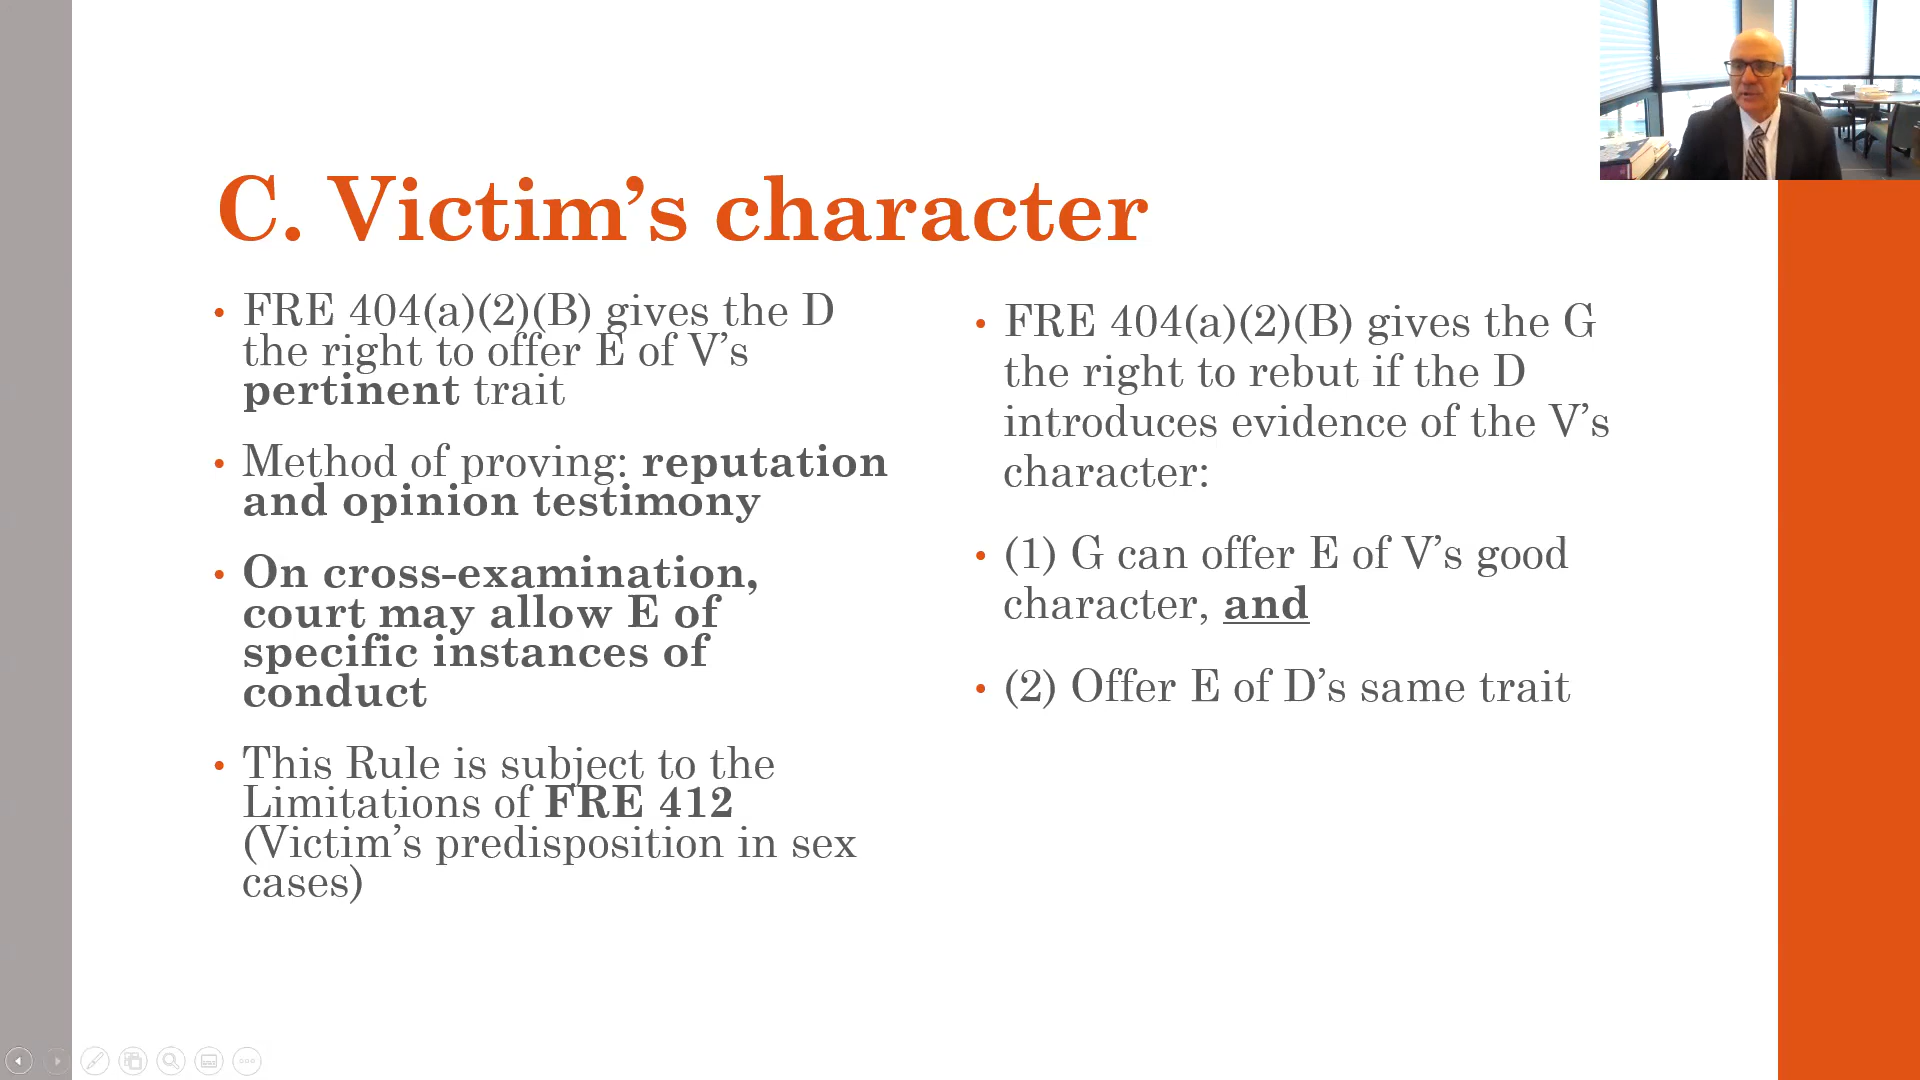 C. Victim’s character
• FRE 404(a)(2)(B) gives the D
the right to offer E of V’s
pertinent trait
• Method of proving: reputation
and opinion testimony
• On cross-examination,
court may allow E of
specific instances of
conduct
• This Rule is subject to the
Limitations of FRE 412
(Victim’s predisposition in sex
cases)
• FRE 404(a)(2)(B) gives the G
the right to rebut if the D
introduces evidence of the V’s
character:
• (1) G can offer E of V’s good
character, and
• (2) Offer E of D’s same trait